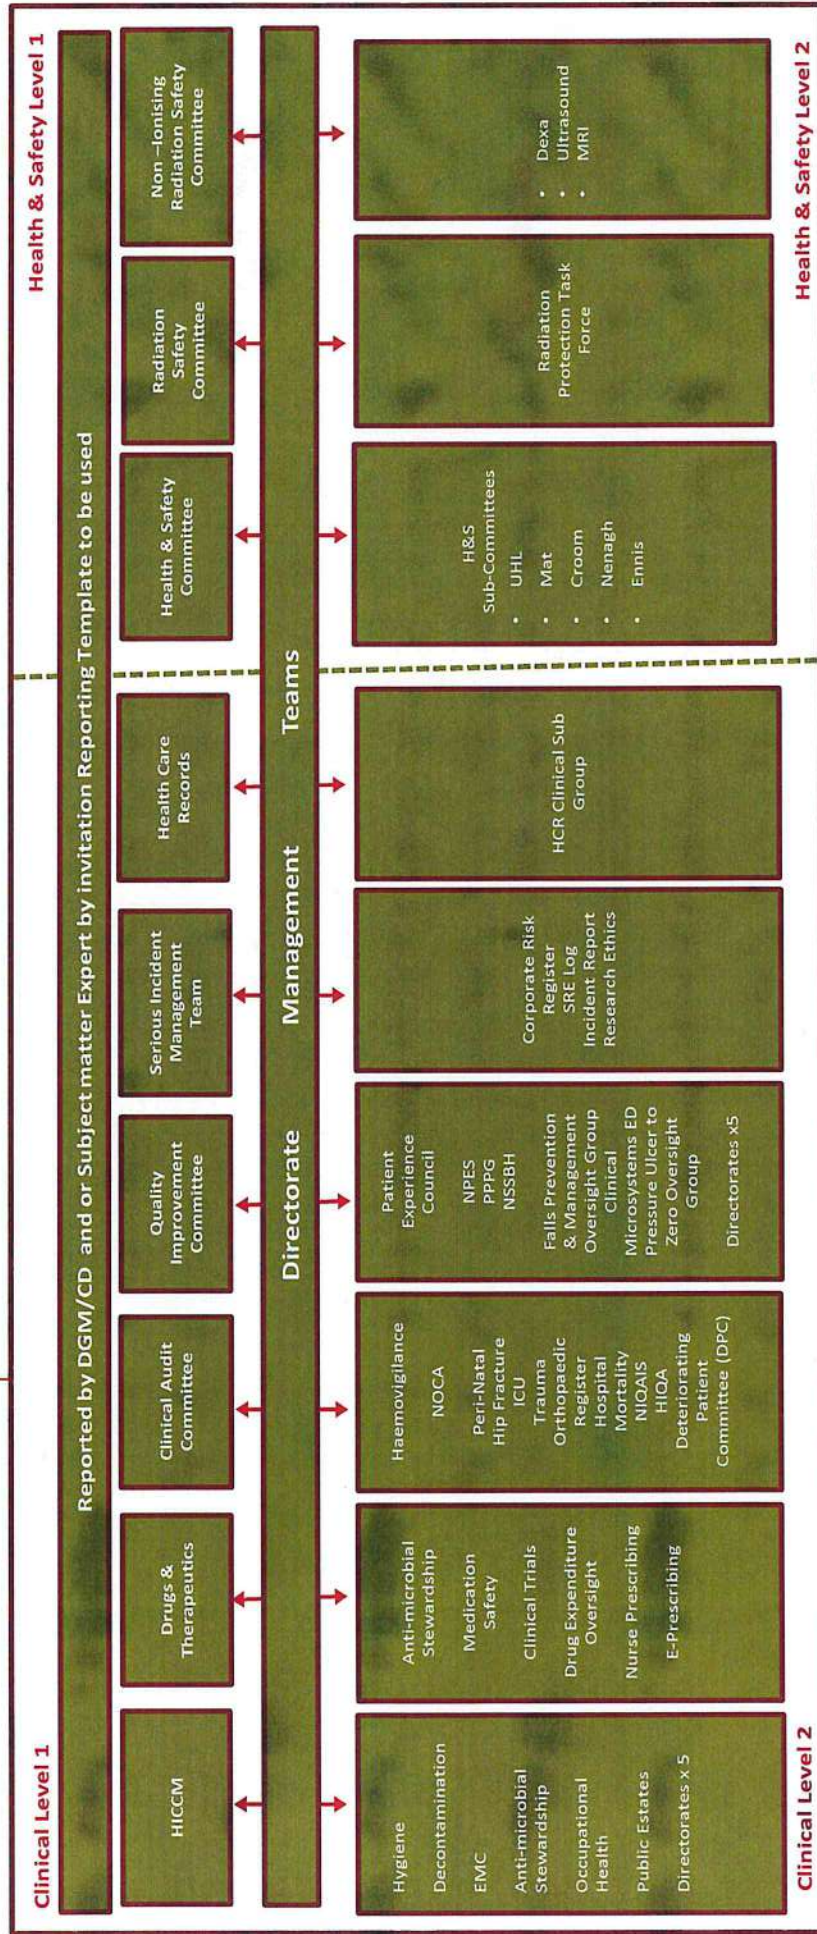 Clinical Level 1
Health & Safety Level 1
Reported by DGM/CD and or Subject matter Expert by invitation Reporting Template to be used
HICCM
Drugs &
Therapeutics
Clinical Audit
Committee
Quality
Improvement
Committee
Serious Incident
Management
Team
Health Care
Records
Health & Safety
Committee
Radiation
Safety
Committee
Non –Ionising
Radiation Safety
Committee
Directorate Management Teams
Hygiene
Decontamination
EMC
Anti-microbial
Stewardship
Occupational
Health
Public Estates
Directorates x 5
Anti-microbial
Stewardship
Medication
Safety
Clinical Trials
Drug Expenditure
Oversight
Nurse Prescribing
E-Prescribing
Haemovigilance
NOCA
Peri-Natal
Hip Fracture
ICU
Trauma
Orthopaedic
Register
Hospital
Mortality
NIQAIS
HIQA
Deteriorating
Patient
Committee (DPC)
Patient
Experience
Council
NPES
PPPG
NSSBH
Falls Prevention
& Management
Oversight Group
Clinical
Microsystems ED
Pressure Ulcer to
Zero Oversight
Group
Directorates x5
Corporate Risk
Register
SRE Log
Incident Report
Research Ethics
HCR Clinical Sub
Group
H&S
Sub-Committees
• UHL
• Mat
• Croom
• Nenagh
• Ennis
Radiation
Protection Task
Force
• Dexa
• Ultrasound
• MRI
Clinical Level 2
Health & Safety Level 2